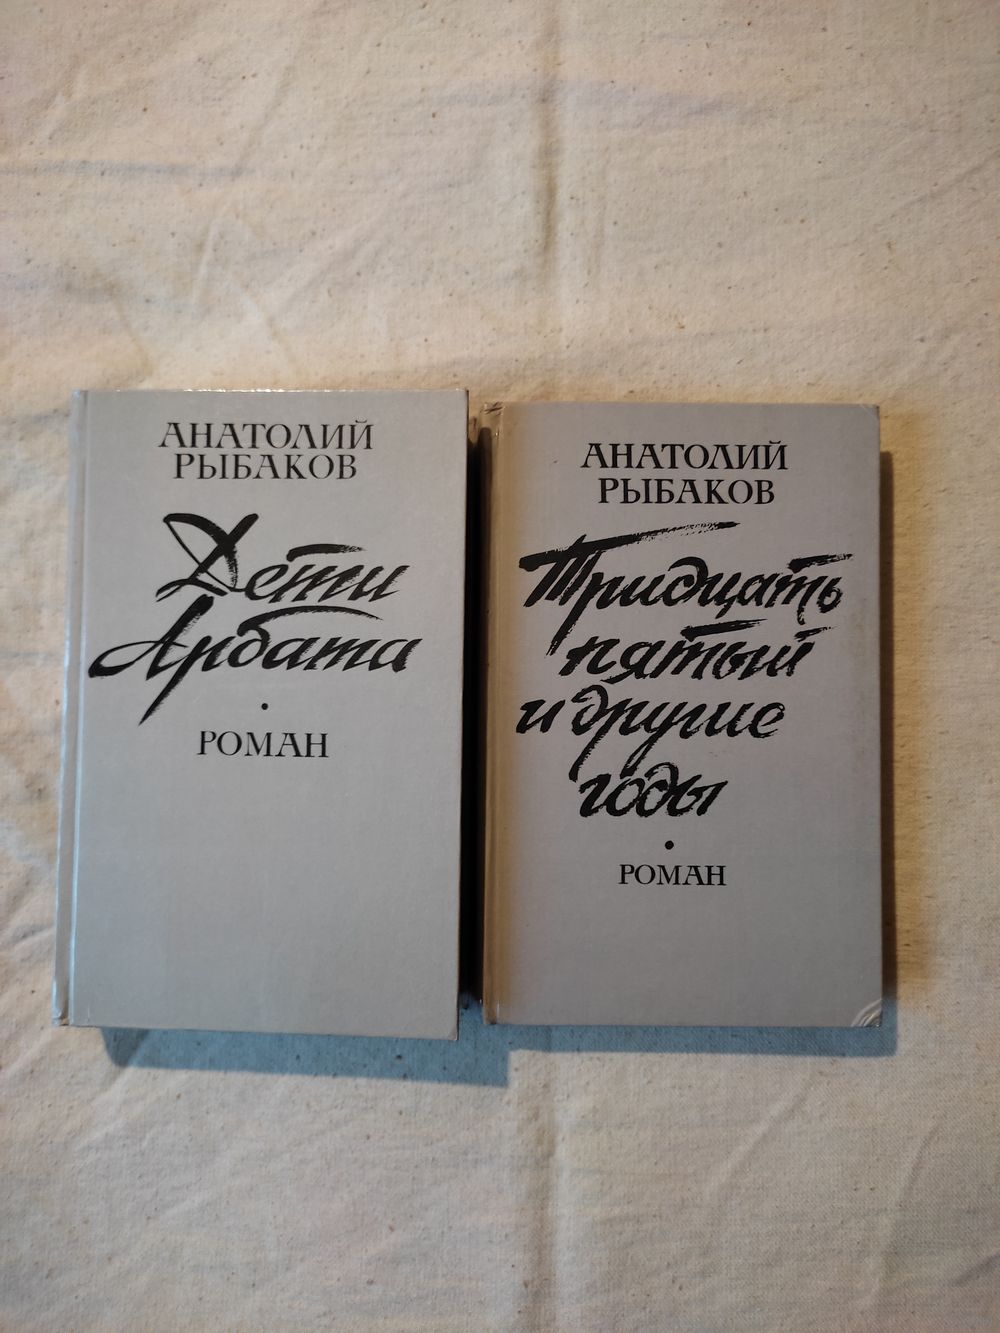 АНАТОЛИЙ
РЫБАКОВ
Дети
Арбата
РОМАН
АНАТОЛИЙ
РЫБАКОВ
Тридцать
пятый
и другие
годы
РОМАН